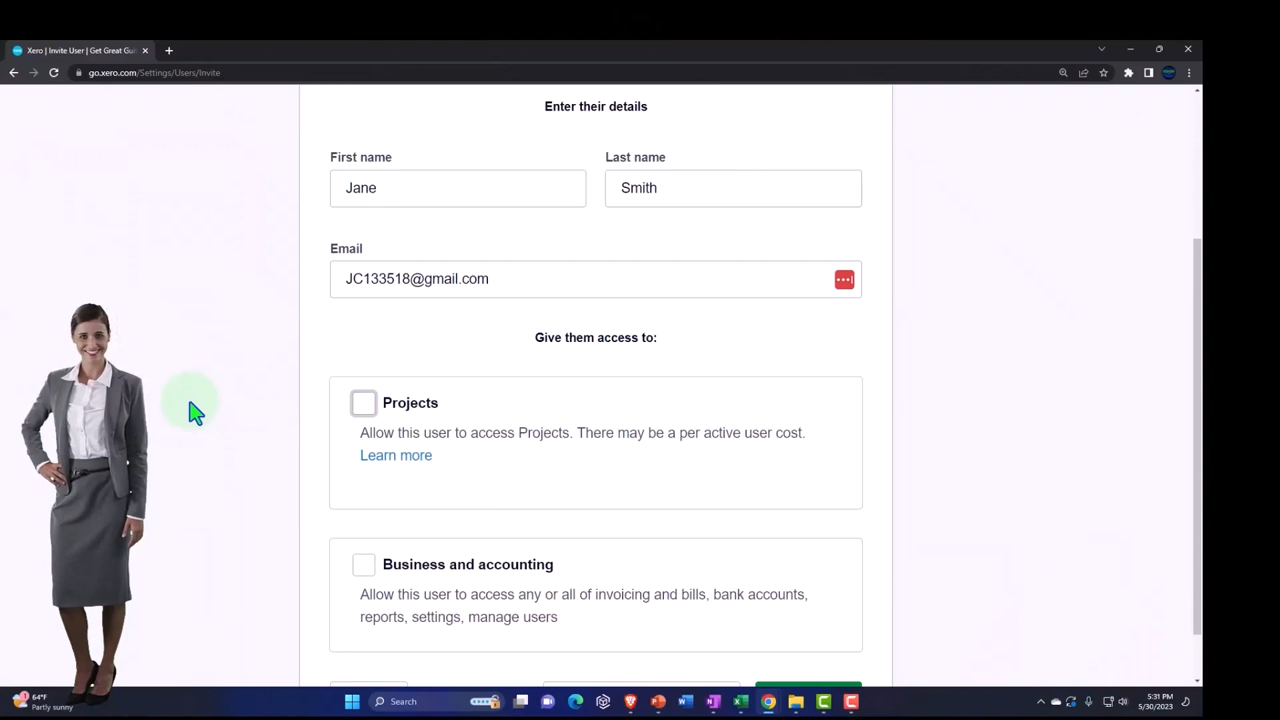 Xero | Invite User | Get Great Gui
go.xero.com/Settings/Users/Invite
Enter their details
First name
Last name
Jane
Smith
Email
JC133518@gmail.com
Give them access to:
Projects
Allow this user to access Projects. There may be a per active user cost.
Learn more
Business and accounting
Allow this user to access any or all of invoicing and bills, bank accounts,
reports, settings, manage users
1
64°F
Partly sunny
Search
5:31 PM
5/30/2023